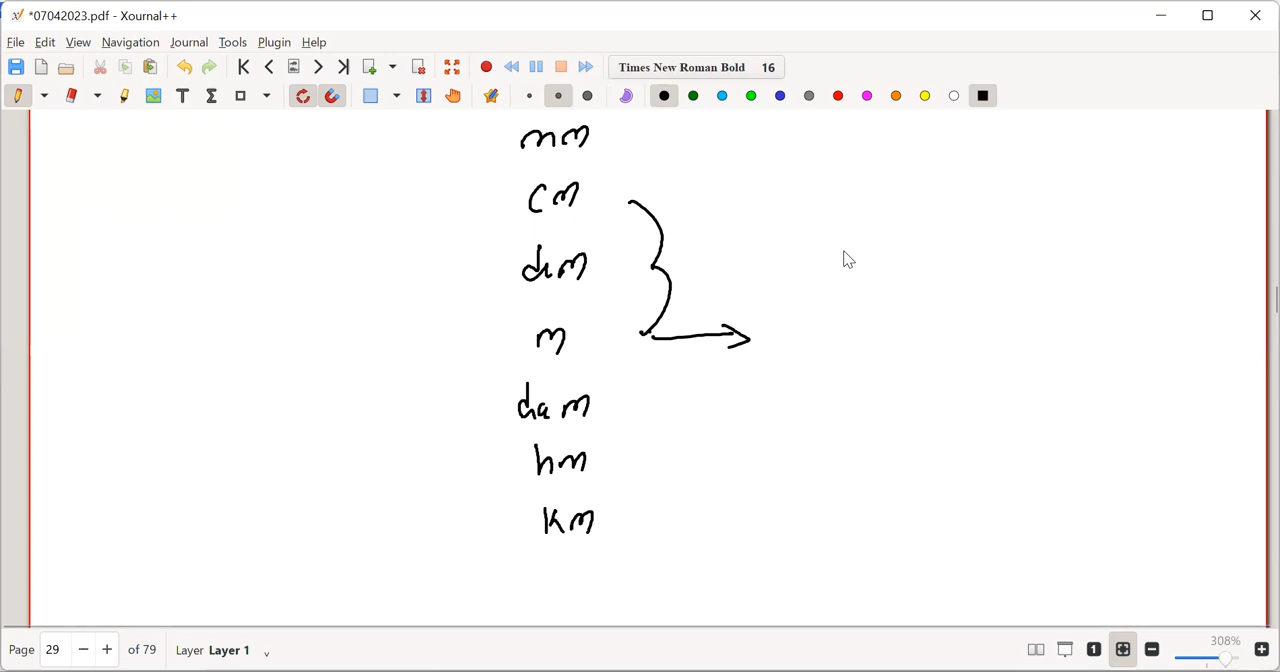 *07042023.pdf - Xournal++
File Edit View Navigation Journal Tools Plugin Help
Times New Roman Bold 16
mm
cm
dm
m
dam
hm
km
Page 29 of 79 Layer Layer 1 308%